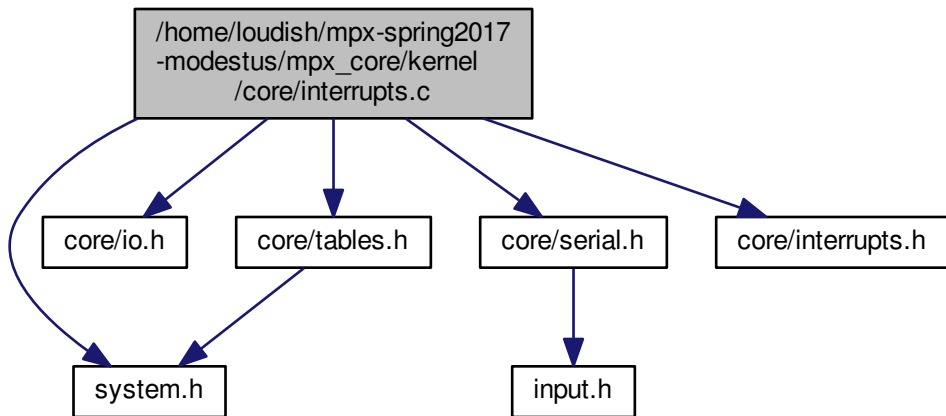 /home/loudish/mpx-spring2017
-modestus/mpx_core/kernel
/core/interrupts.c
core/io.h
core/tables.h
core/serial.h
core/interrupts.h
system.h
input.h